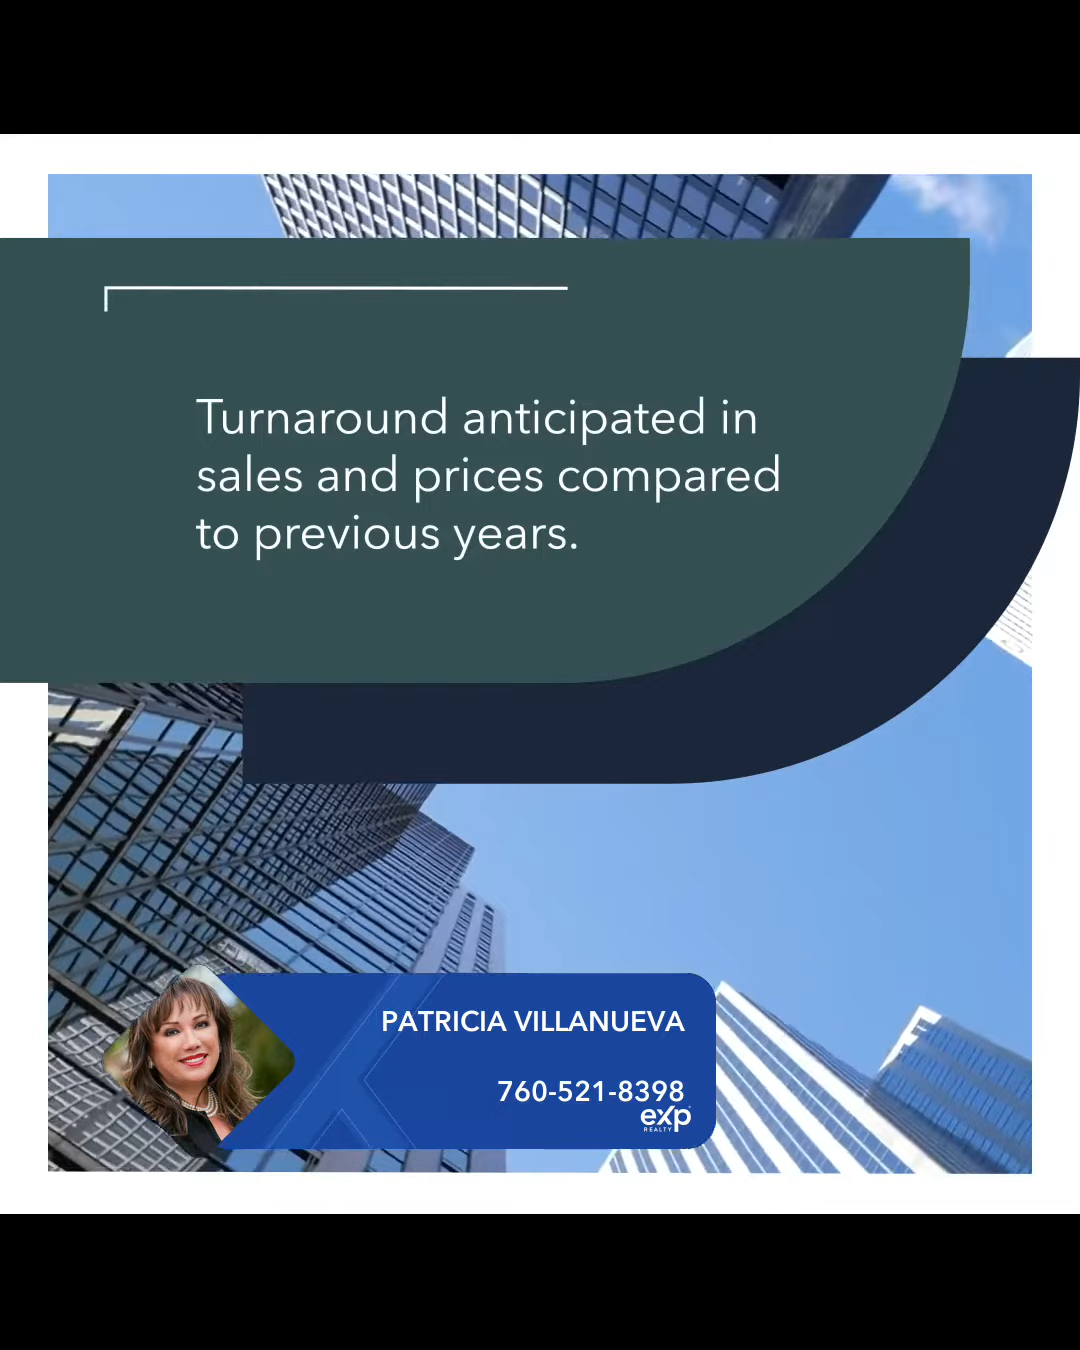 Turnaround anticipated in
sales and prices compared
to previous years.
PATRICIA VILLANUEVA
760-521-8398
eXp
REALTY